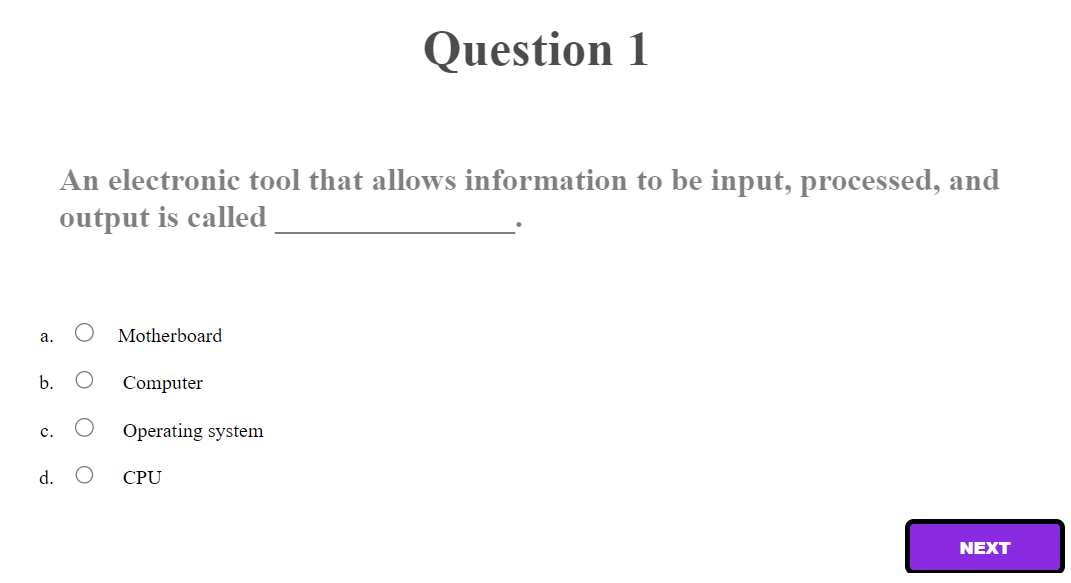 Question 1
An electronic tool that allows information to be input, processed, and
output is called ________________.
a. Motherboard
b. Computer
c. Operating system
d. CPU
NEXT